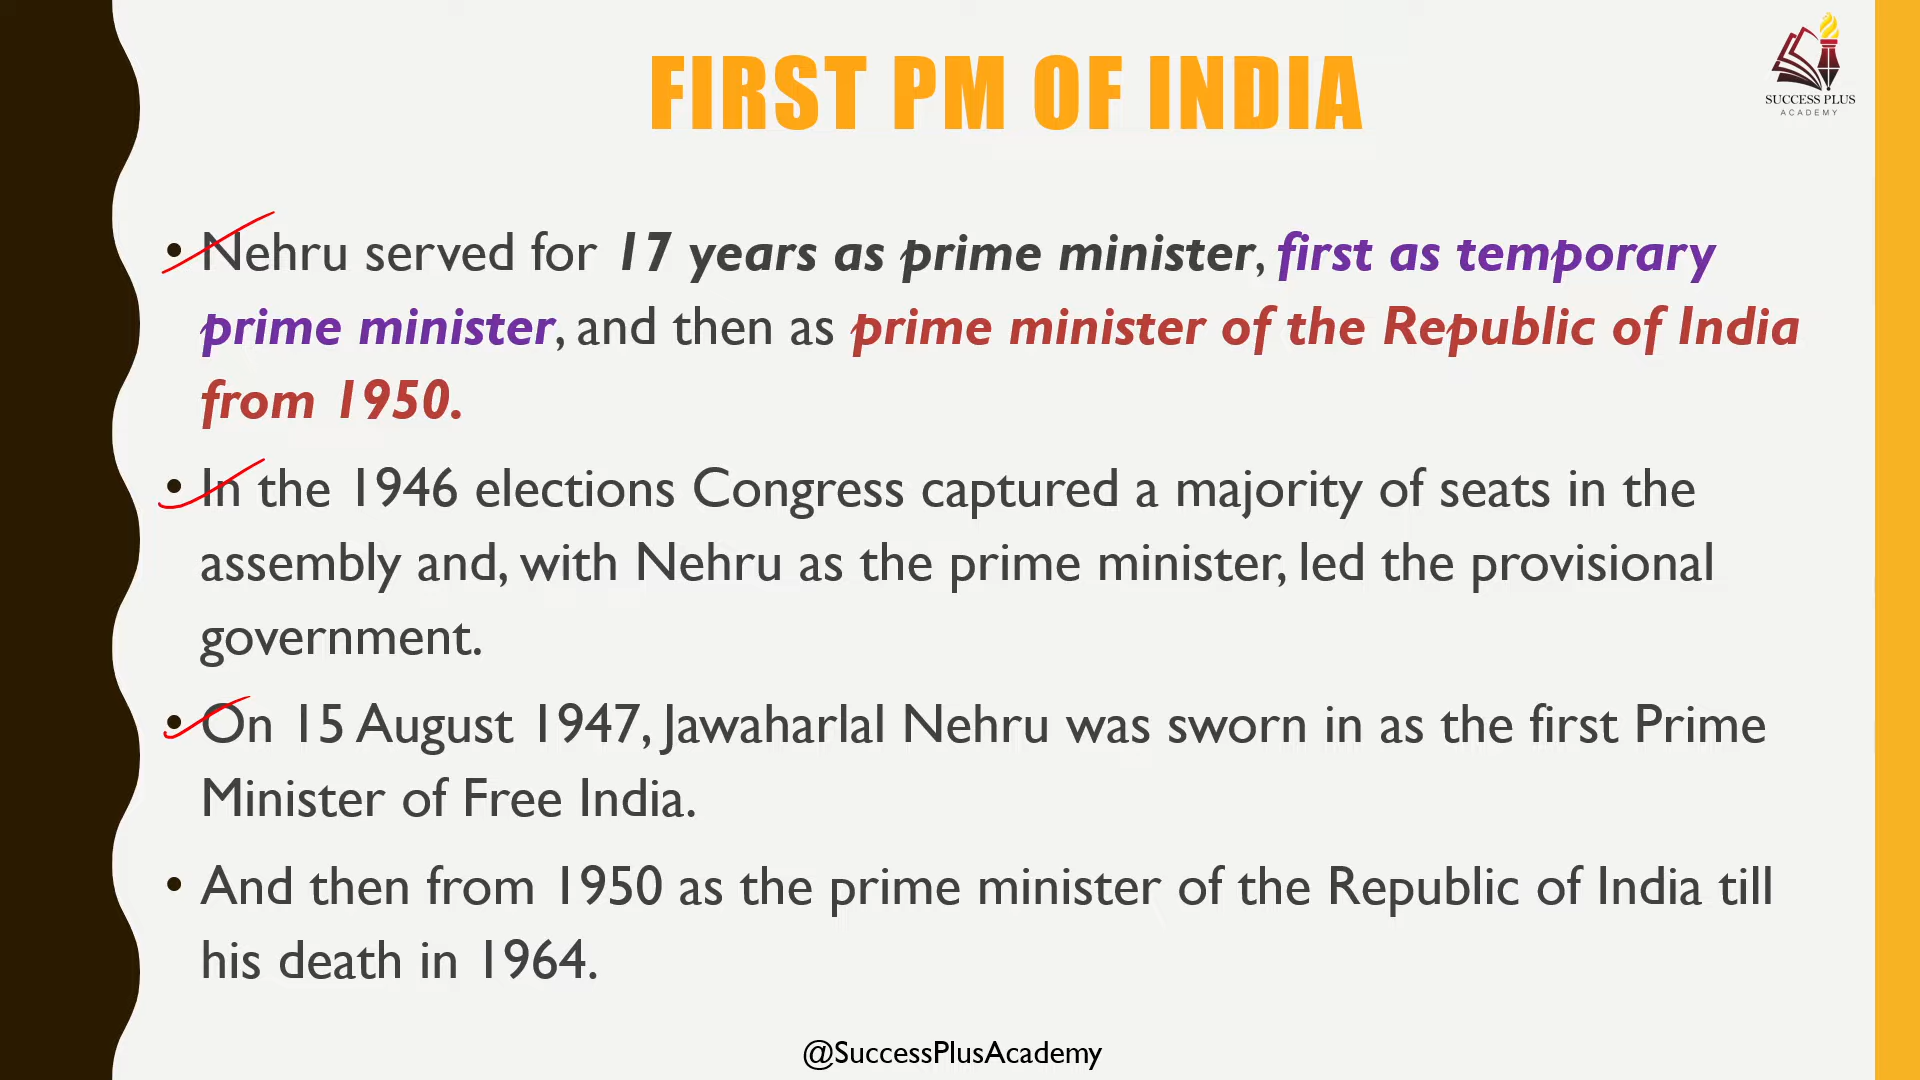 FIRST PM OF INDIA
SUCCESS PLUS
ACADEMY
• Nehru served for 17 years as prime minister, first as temporary
prime minister, and then as prime minister of the Republic of India
from 1950.
• In the 1946 elections Congress captured a majority of seats in the
assembly and, with Nehru as the prime minister, led the provisional
government.
• On 15 August 1947, Jawaharlal Nehru was sworn in as the first Prime
Minister of Free India.
• And then from 1950 as the prime minister of the Republic of India till
his death in 1964.
@SuccessPlusAcademy